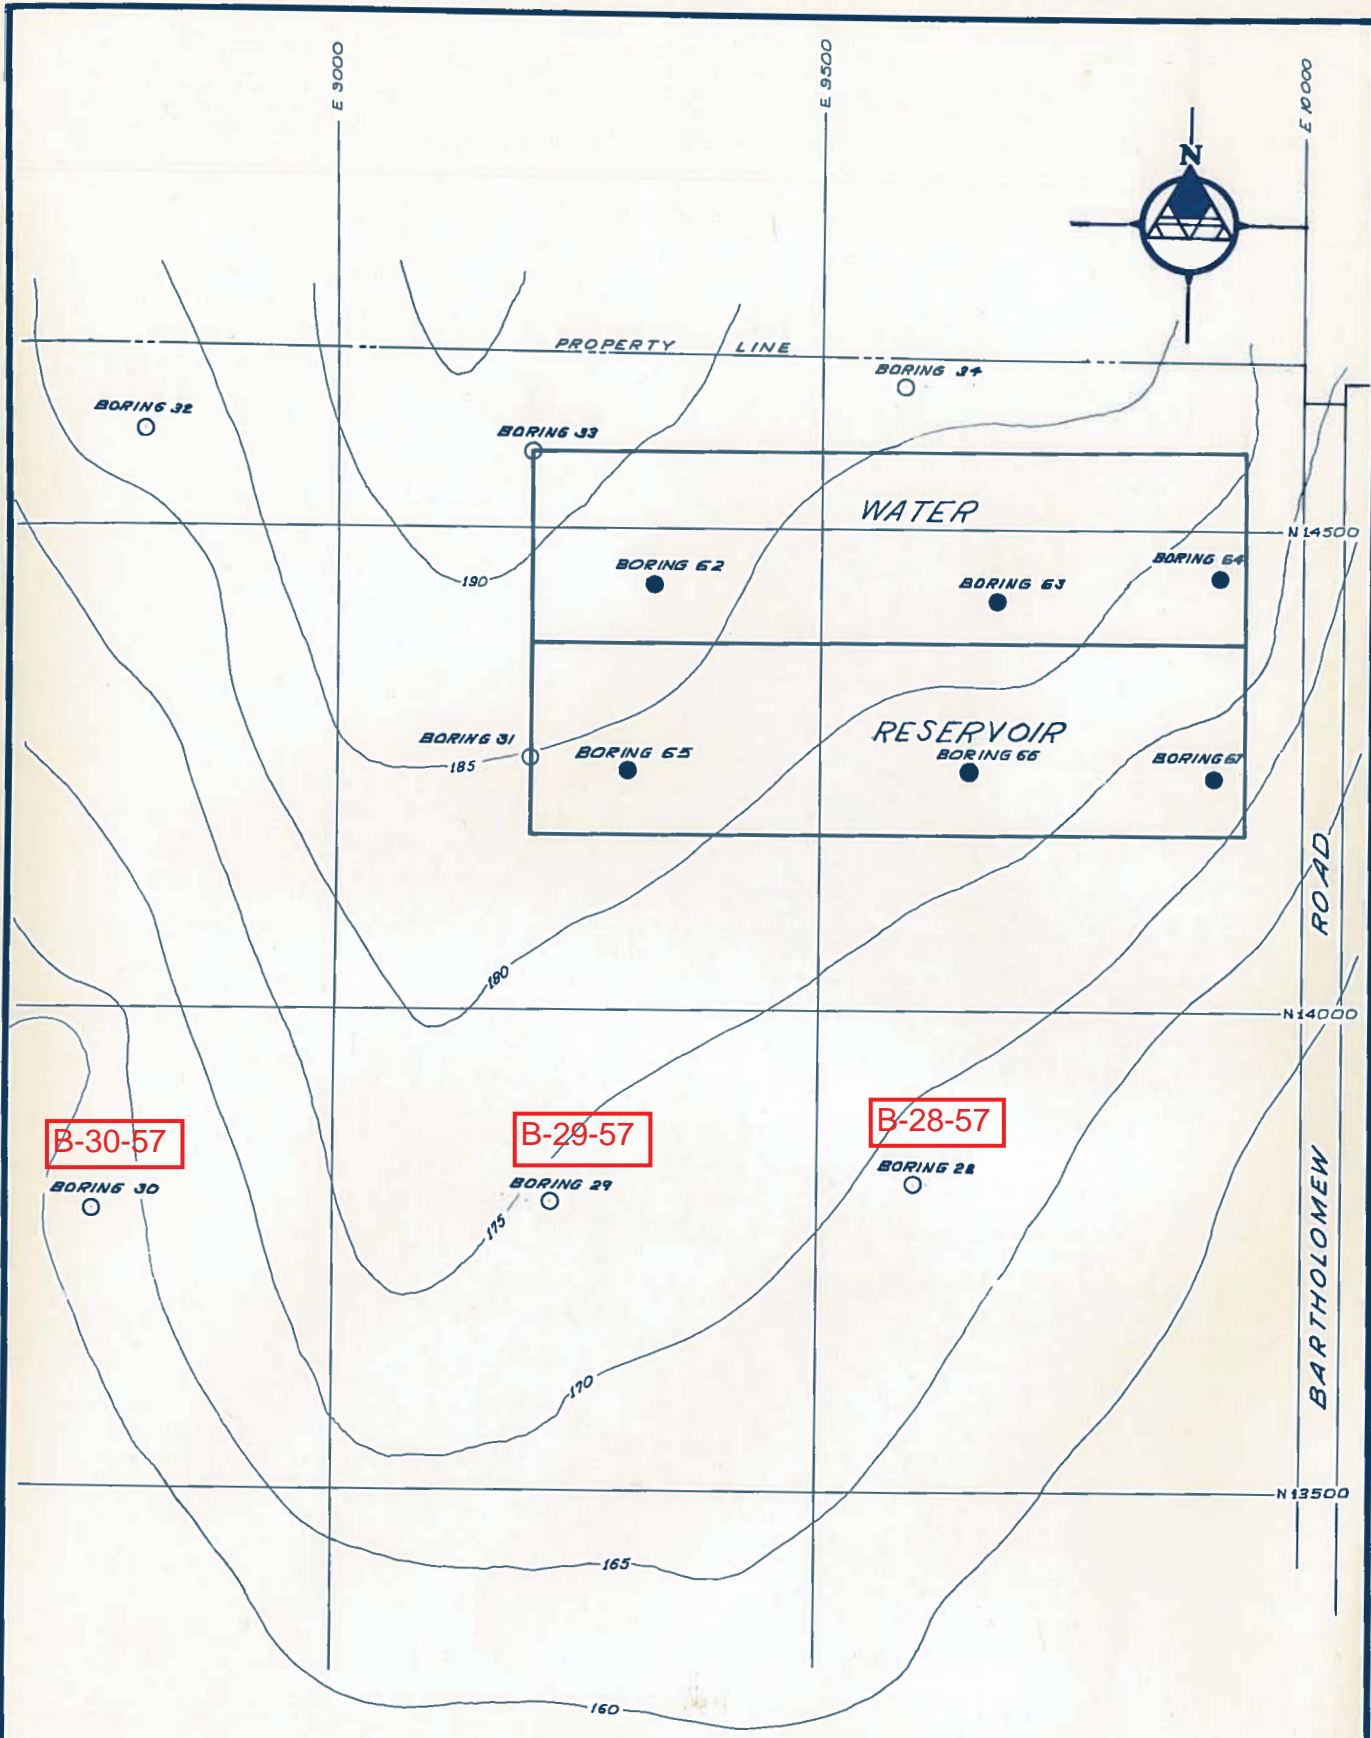 E 9000
E 9500
E 10000
N
PROPERTY LINE
BORING 34
BORING 32
BORING 33
WATER
N 14500
BORING 62
BORING 63
BORING 64
190
BORING 31
185
BORING 65
RESERVOIR
BORING 66
BORING 67
ROAD
180
N 14000
B-30-57
B-29-57
B-28-57
BORING 30
BORING 29
BORING 28
175
BARTHOLOMEW
170
N 13500
165
160